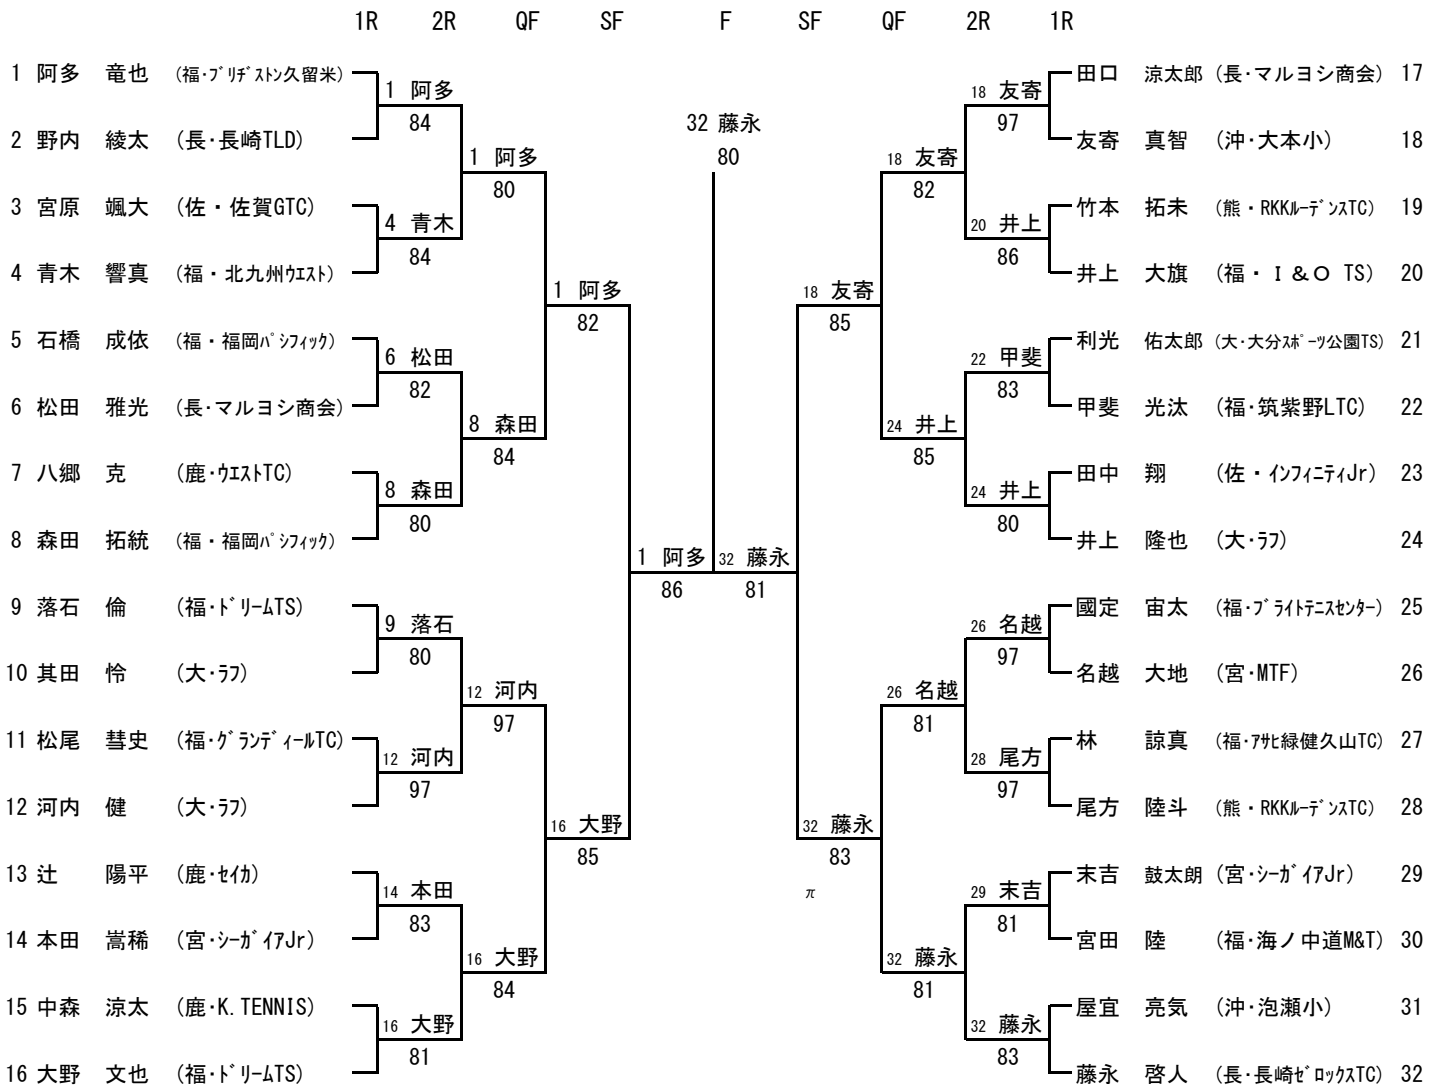 1R 2R QF SF F SF QF 2R 1R
1 阿多 竜也 (福・ブリヂストン久留米) 田口 涼太郎 (長・マルヨシ商会) 17
1 阿多 18 友寄
84 32 藤永 97
2 野内 綾太 (長・長崎TLD) 友寄 真智 (沖・大本小) 18
1 阿多 80 18 友寄
80 82
3 宮原 颯大 (佐・佐賀GTC) 竹本 拓未 (熊・RKKルーデンスTC) 19
4 青木 20 井上
84 86
4 青木 響真 (福・北九州ウエスト) 井上 大旗 (福・I&O TS) 20
1 阿多 18 友寄
82 85
5 石橋 成依 (福・福岡パシフィック) 利光 佑太郎 (大・大分スポーツ公園TS) 21
6 松田 22 甲斐
82 83
6 松田 雅光 (長・マルヨシ商会) 甲斐 光汰 (福・筑紫野LTC) 22
8 森田 24 井上
84 85
7 八郷 克 (鹿・ウエストTC) 田中 翔 (佐・インフィニティJr) 23
8 森田 24 井上
80 80
8 森田 拓統 (福・福岡パシフィック) 井上 隆也 (大・ラフ) 24
1 阿多 32 藤永
86 81
9 落石 倫 (福・ドリームTS) 國定 宙太 (福・ブライトテニスセンター) 25
9 落石 26 名越
80 97
10 其田 怜 (大・ラフ) 名越 大地 (宮・MTF) 26
12 河内 26 名越
97 81
11 松尾 彗史 (福・グランディールTC) 林 諒真 (福・アサヒ緑健久山TC) 27
12 河内 28 尾方
97 97
12 河内 健 (大・ラフ) 尾方 陸斗 (熊・RKKルーデンスTC) 28
16 大野 32 藤永
85 83
13 辻 陽平 (鹿・セイカ) 末吉 鼓太朗 (宮・シーガイアJr) 29
14 本田 π 29 末吉
83 81
14 本田 嵩稀 (宮・シーガイアJr) 宮田 陸 (福・海ノ中道M&T) 30
16 大野 32 藤永
84 81
15 中森 涼太 (鹿・K.TENNIS) 屋宜 亮気 (沖・泡瀬小) 31
16 大野 32 藤永
81 83
16 大野 文也 (福・ドリームTS) 藤永 啓人 (長・長崎ゼロックスTC) 32